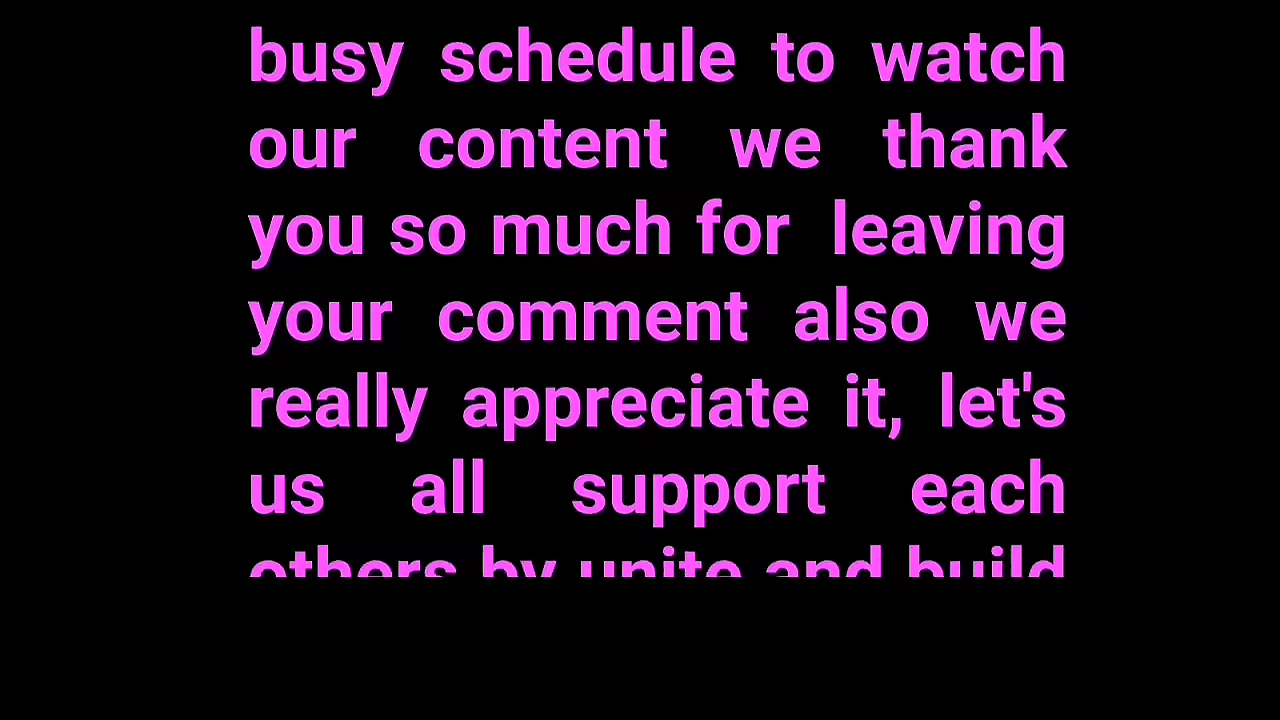 busy schedule to watch
our content we thank
you so much for leaving
your comment also we
really appreciate it, let's
us all support each
others by unite and build